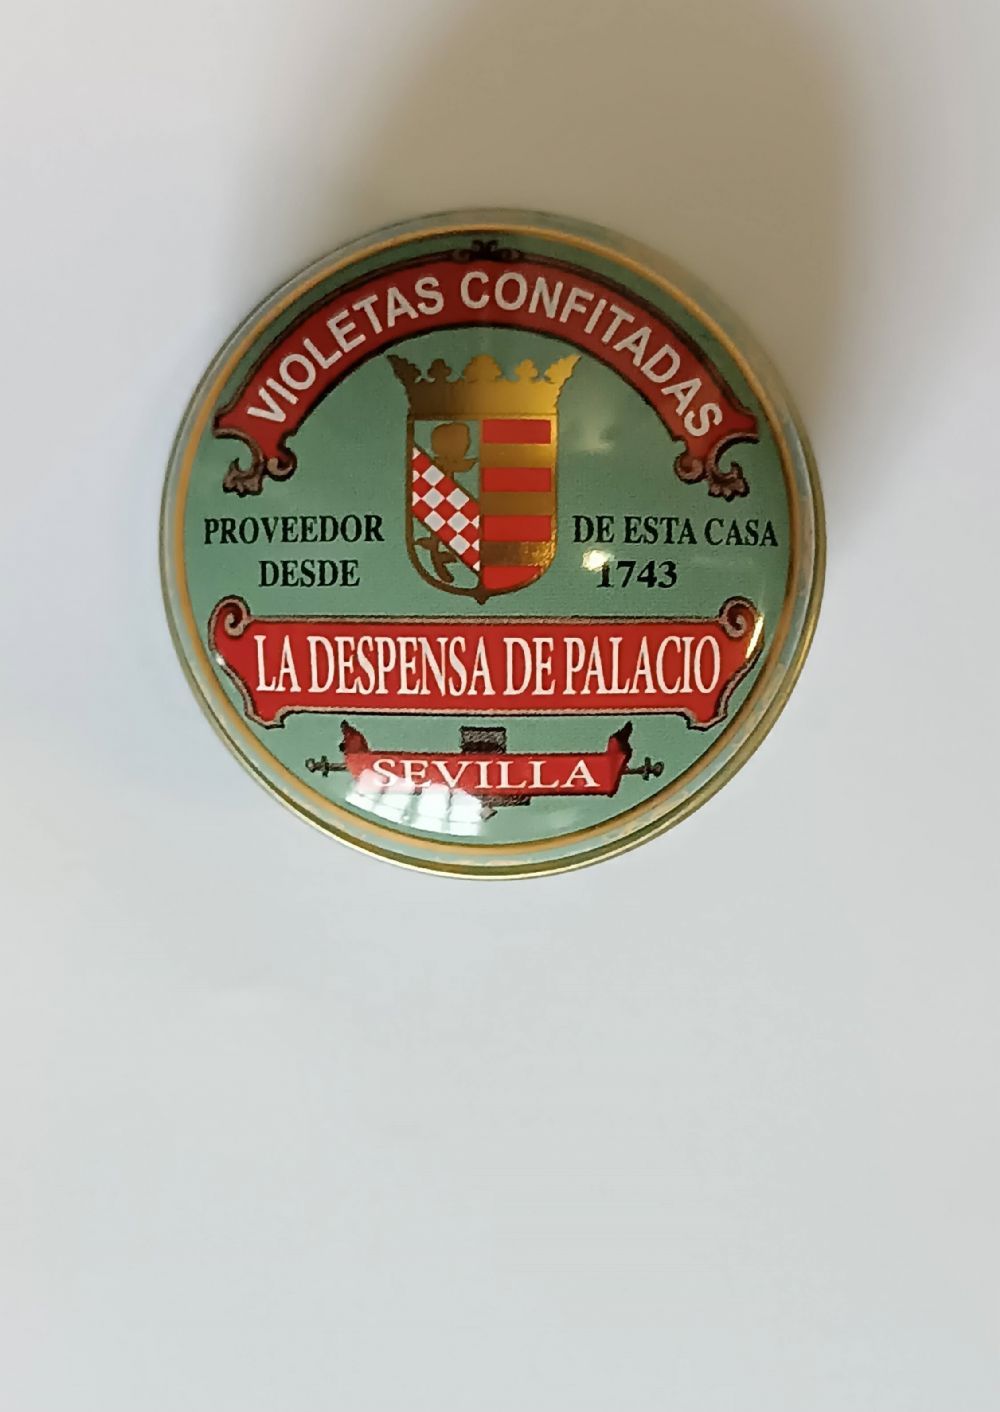 VIOLETAS CONFITADAS
PROVEEDOR DE ESTA CASA
DESDE 1743
LA DESPENSA DE PALACIO
SEVILLA